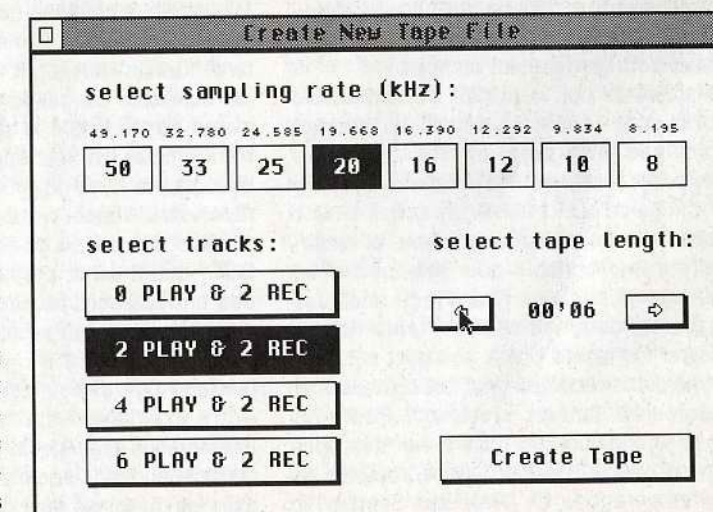 Create New Tape File
select sampling rate (kHz):
49.170 32.780 24.585 19.668 16.390 12.292 9.834 8.195
50 33 25 20 16 12 10 8
select tracks: select tape length:
0 PLAY & 2 REC
00'06
2 PLAY & 2 REC
4 PLAY & 2 REC
6 PLAY & 2 REC
Create Tape